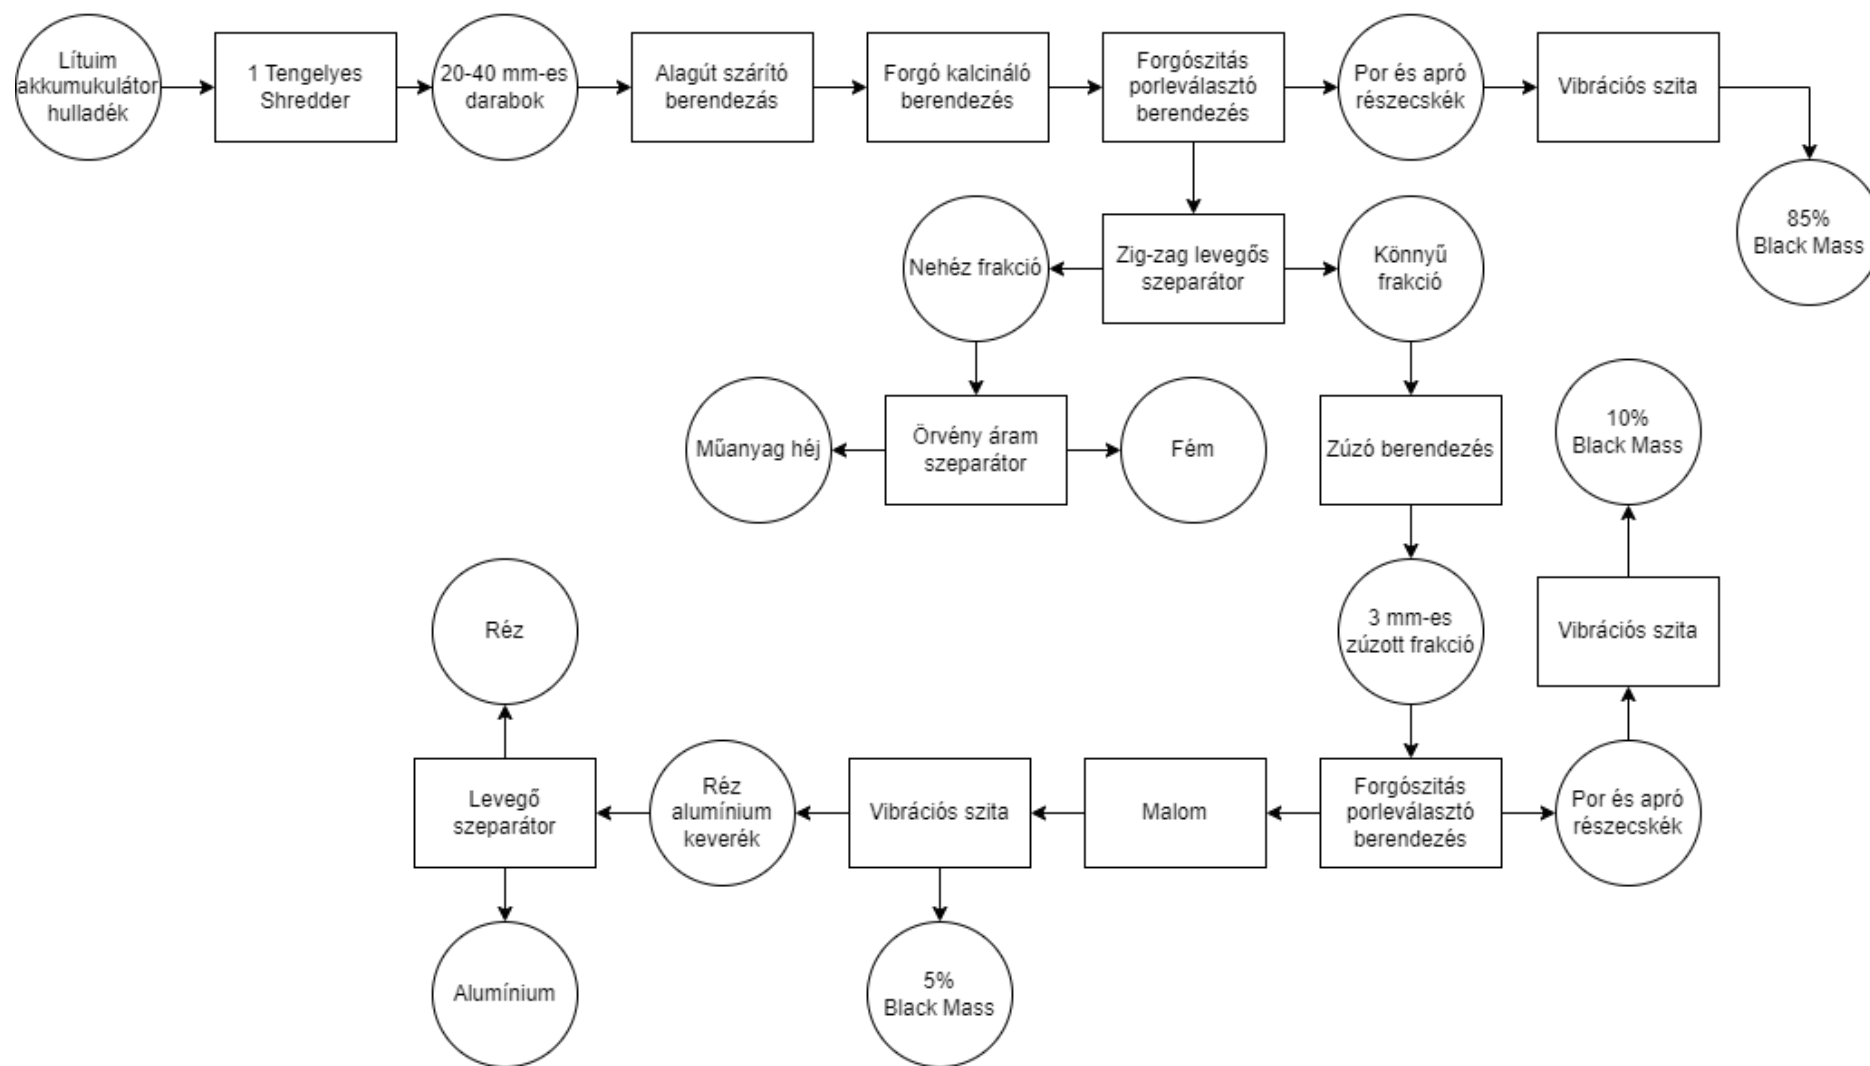 Lítuim
akkumukulátor
hulladék
1 Tengelyes
Shredder
20-40 mm-es
darabok
Alagút szárító
berendezás
Forgó kalcináló
berendezés
Forgószitás
porleválasztó
berendezés
Por és apró
részecskék
Vibrációs szita
85%
Black Mass
Nehéz frakció
Zig-zag levegős
szeparátor
Könnyű
frakció
Műanyag héj
Örvény áram
szeparátor
Fém
Zúzó berendezés
10%
Black Mass
Réz
3 mm-es
zúzott frakció
Vibrációs szita
Levegő
szeparátor
Réz
alumínium
keverék
Vibrációs szita
Malom
Forgószitás
porleválasztó
berendezés
Por és apró
részecskék
Alumínium
5%
Black Mass